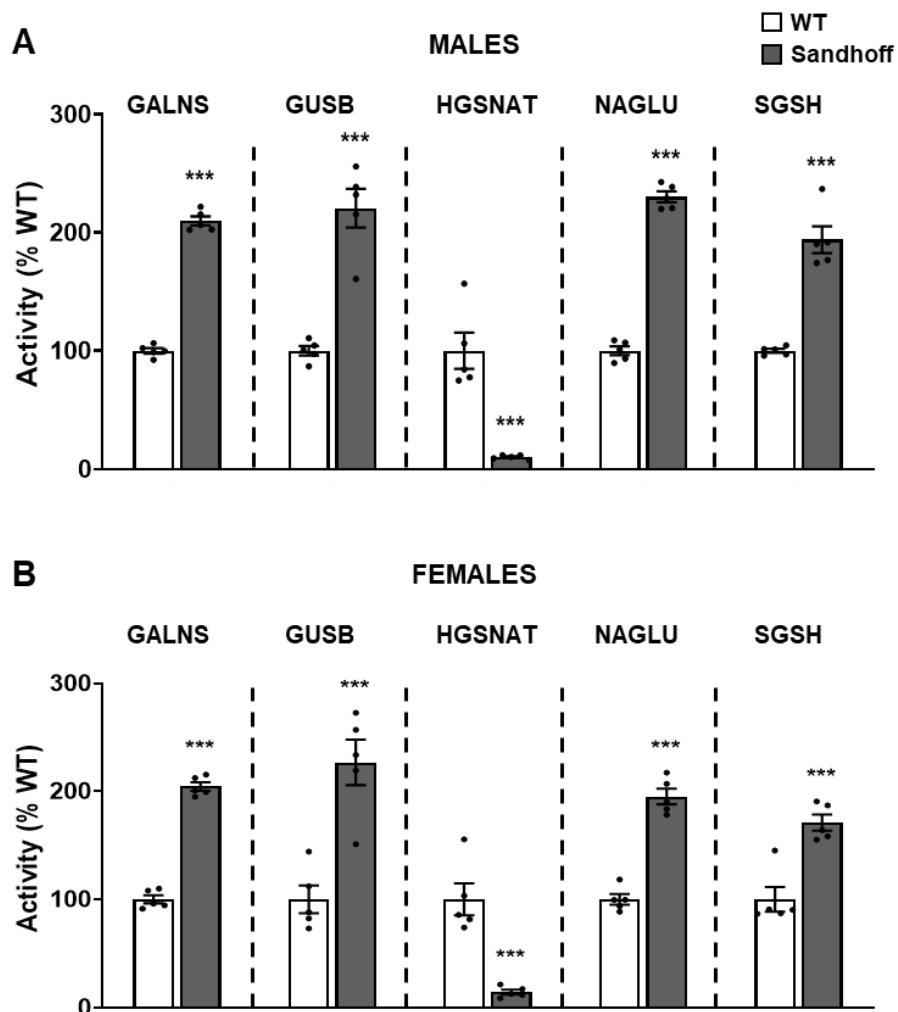 WT
A MALES Sandhoff
GALNS GUSB HGSNAT NAGLU SGSH
300
***
***
***
***
***
200
100
***
0
Activity (% WT)
B FEMALES
GALNS GUSB HGSNAT NAGLU SGSH
300
***
***
***
***
200
100
***
0
Activity (% WT)